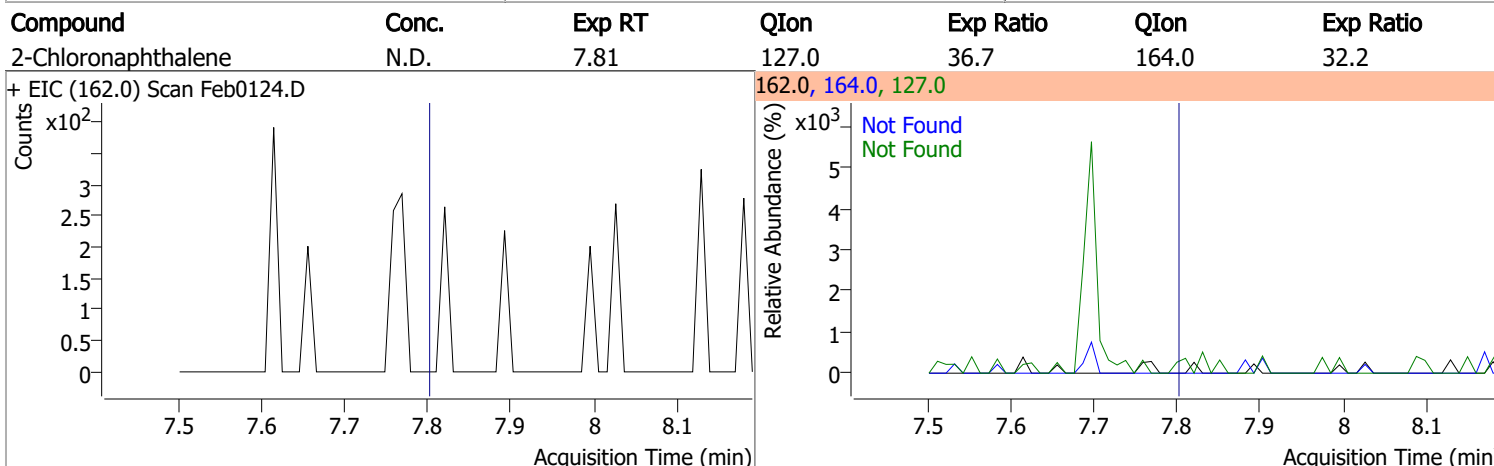 Compound Conc. Exp RT QIon Exp Ratio QIon Exp Ratio
2-Chloronaphthalene N.D. 7.81 127.0 36.7 164.0 32.2
+ EIC (162.0) Scan Feb0124.D
Counts
x10²
3
2.5
2
1.5
1
0.5
0
7.5 7.6 7.7 7.8 7.9 8 8.1
Acquisition Time (min)
162.0, 164.0, 127.0
Relative Abundance (%)
x10³
Not Found
Not Found
5
4
3
2
1
0
7.5 7.6 7.7 7.8 7.9 8 8.1
Acquisition Time (min)